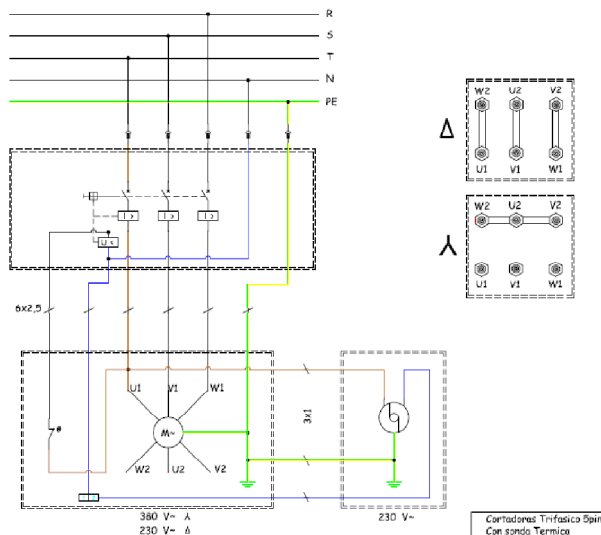 R
S
T
N
PE
W2 U2 V2
Δ
U1 V1 W1
W2 U2 V2
U1 V1 W1
I> I> I>
U<
6x2,5
U1 V1 W1
θ
M~
W2 U2 V2
3x1
380 V~ ⅄
230 V~ Δ
230 V~
Cortadoras Trifasico 5pin
Con sonda Termica